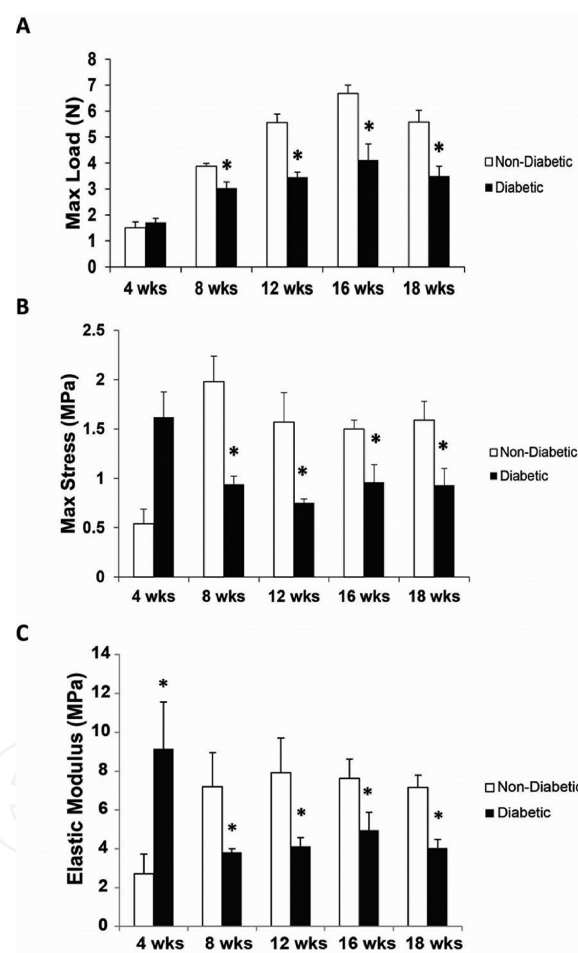 A
Max Load (N)
8
7
6
5
4
3
2
1
0
* * * *
4 wks 8 wks 12 wks 16 wks 18 wks
Non-Diabetic
Diabetic
B
Max Stress (MPa)
2.5
2
1.5
1
0.5
0
* * * *
4 wks 8 wks 12 wks 16 wks 18 wks
Non-Diabetic
Diabetic
C
Elastic Modulus (MPa)
14
12
10
8
6
4
2
0
* * * * *
4 wks 8 wks 12 wks 16 wks 18 wks
Non-Diabetic
Diabetic